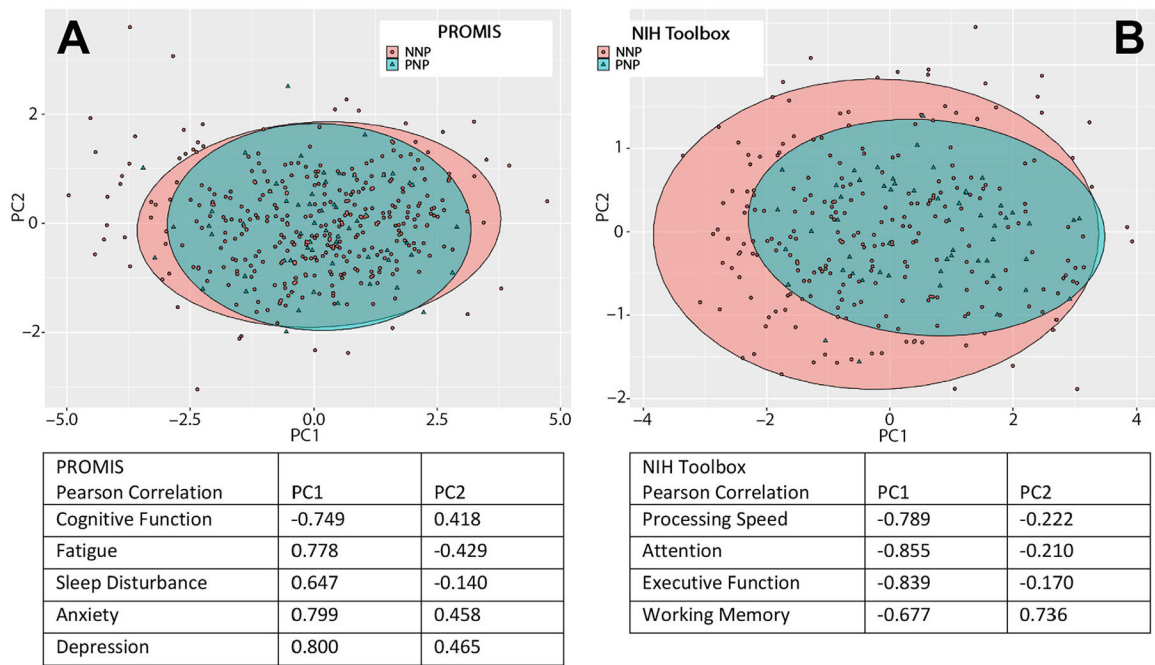 A
PROMIS
NNP
PNP
2
0
−2
PC2
−5.0 −2.5 0.0 2.5 5.0
PC1
NIH Toolbox
B
NNP
PNP
1
0
−1
−2
PC2
−4 −2 0 2 4
PC1
PROMIS
Pearson Correlation PC1 PC2
Cognitive Function -0.749 0.418
Fatigue 0.778 -0.429
Sleep Disturbance 0.647 -0.140
Anxiety 0.799 0.458
Depression 0.800 0.465
NIH Toolbox
Pearson Correlation PC1 PC2
Processing Speed -0.789 -0.222
Attention -0.855 -0.210
Executive Function -0.839 -0.170
Working Memory -0.677 0.736